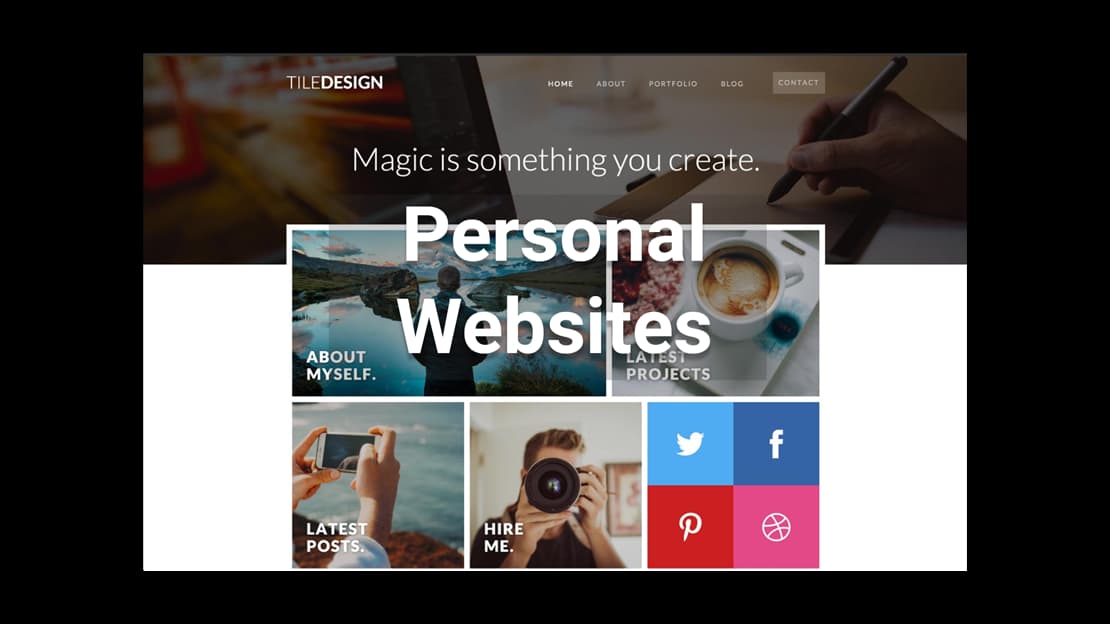 TILEDESIGN
HOME ABOUT PORTFOLIO BLOG CONTACT
Magic is something you create.
Personal
Websites
ABOUT
MYSELF.
LATEST
PROJECTS
LATEST
POSTS.
HIRE
ME.